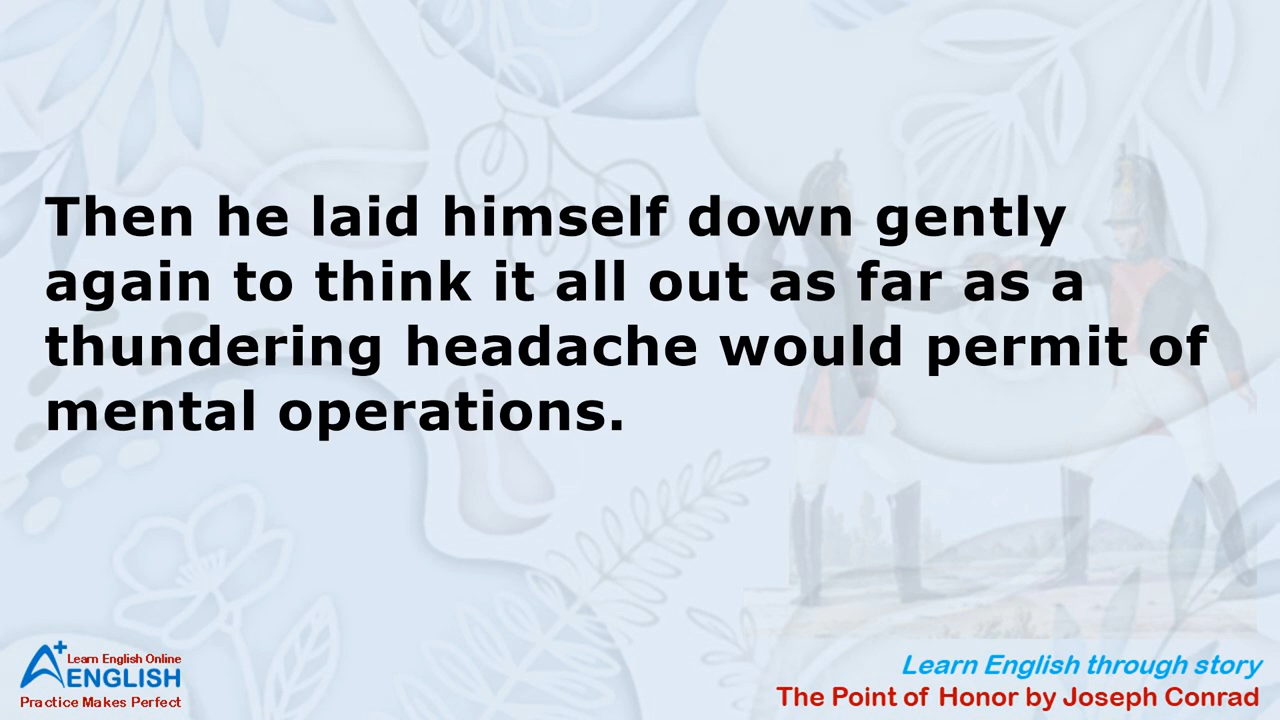 Then he laid himself down gently
again to think it all out as far as a
thundering headache would permit of
mental operations.
A+
Learn English Online
ENGLISH
Practice Makes Perfect
Learn English through story
The Point of Honor by Joseph Conrad